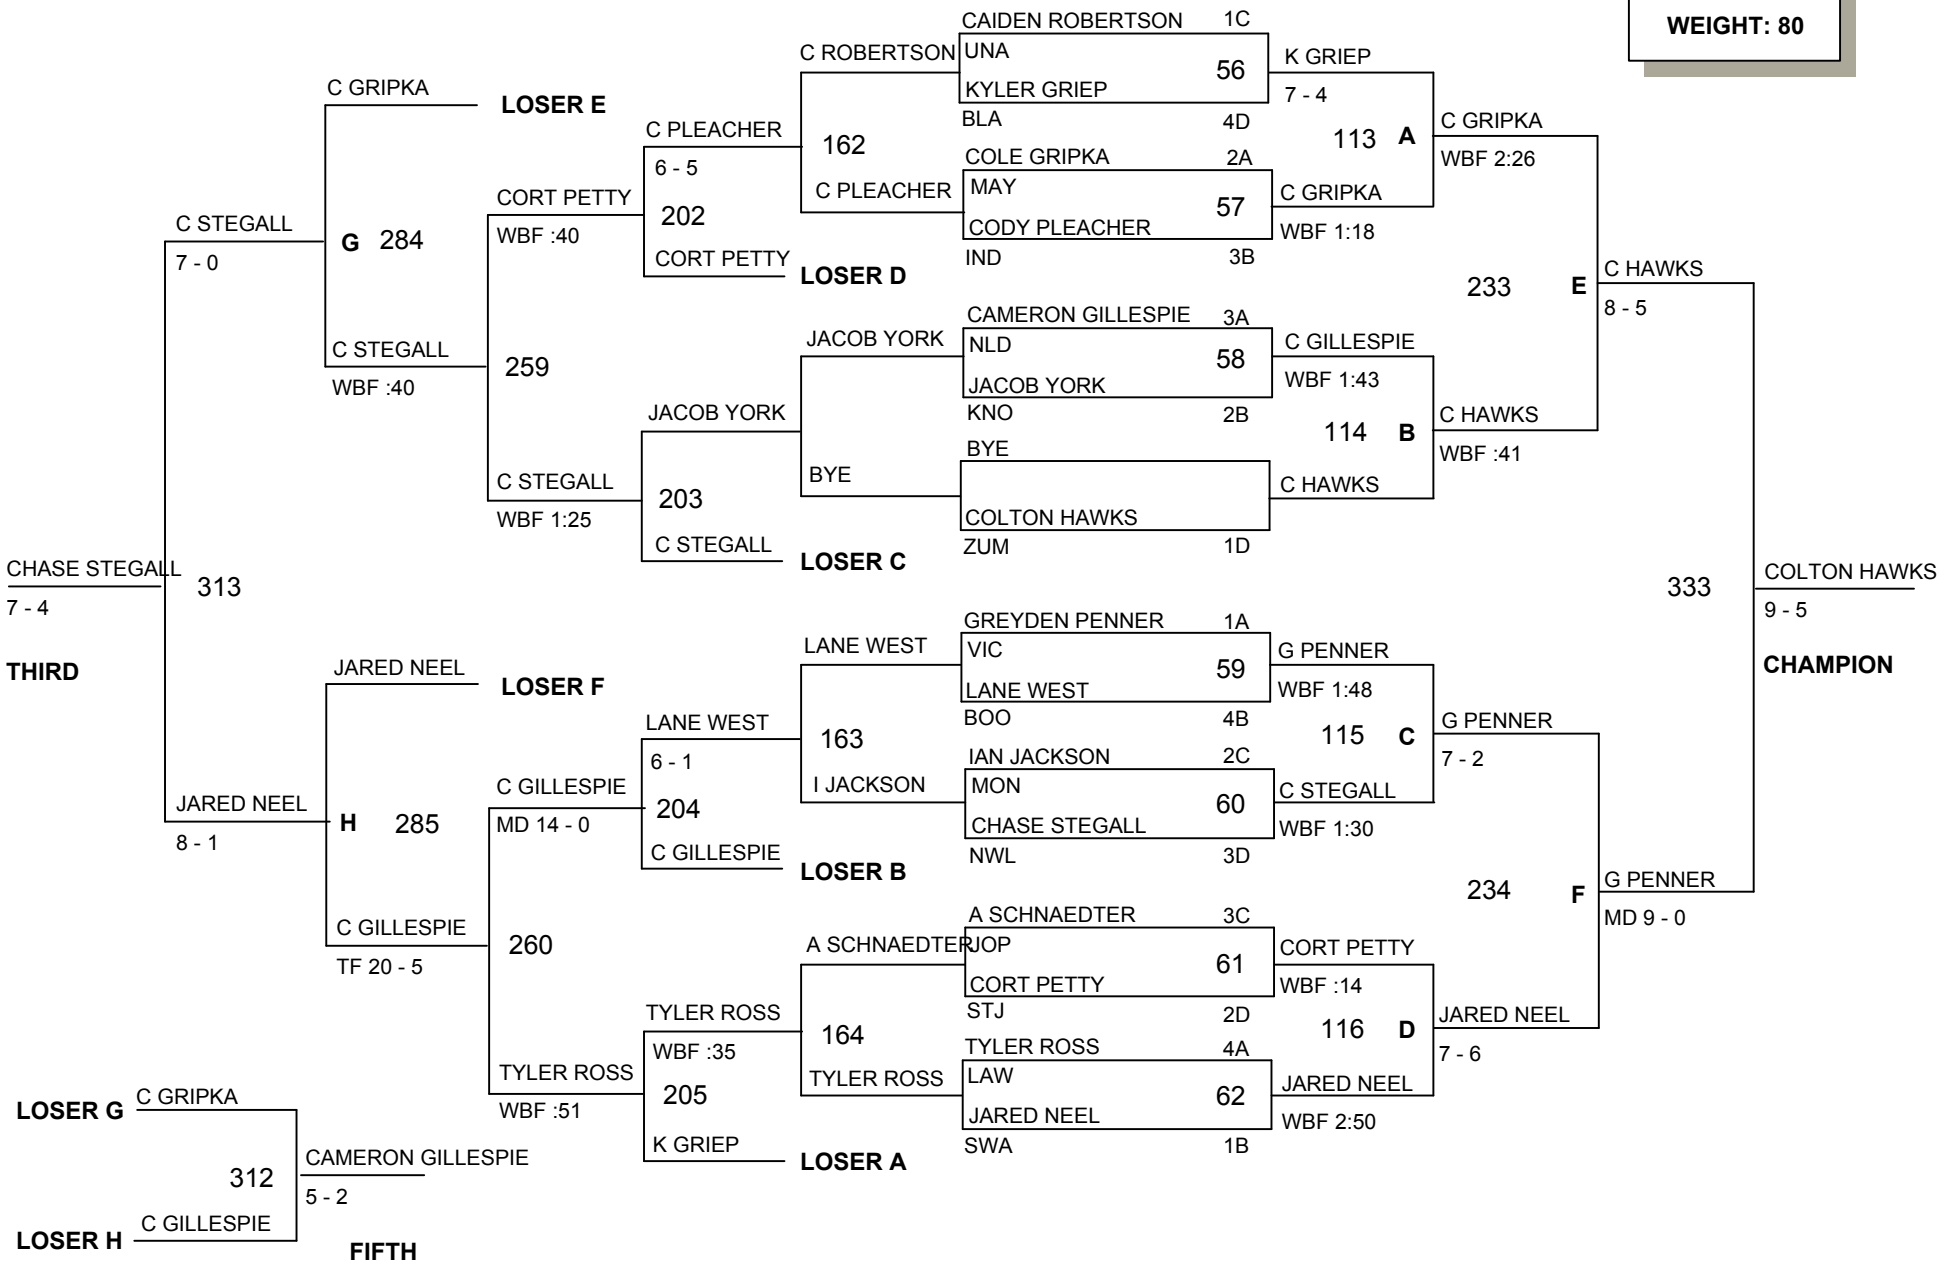 WEIGHT: 80
CAIDEN ROBERTSON 1C
C ROBERTSON
UNA
56
KYLER GRIEP
BLA
4D
K GRIEP
7 - 4
162
113 A
C GRIPKA
WBF 2:26
COLE GRIPKA 2A
C PLEACHER
MAY
57
CODY PLEACHER
IND
3B
C GRIPKA
WBF 1:18
C GRIPKA
LOSER E
C PLEACHER
6 - 5
CORT PETTY
WBF :40
202
CORT PETTY
LOSER D
C STEGALL
7 - 0
G 284
233 E
C HAWKS
8 - 5
CAMERON GILLESPIE 3A
JACOB YORK
NLD
58
JACOB YORK
KNO
2B
C GILLESPIE
WBF 1:43
C STEGALL
WBF :40
259
JACOB YORK
114 B
C HAWKS
WBF :41
BYE
BYE
COLTON HAWKS
ZUM
1D
C HAWKS
C STEGALL
WBF 1:25
203
C STEGALL
LOSER C
CHASE STEGALL
7 - 4
313
THIRD
333
COLTON HAWKS
9 - 5
CHAMPION
GREYDEN PENNER 1A
LANE WEST
VIC
59
LANE WEST
BOO
4B
G PENNER
WBF 1:48
JARED NEEL
LOSER F
LANE WEST
6 - 1
163
115 C
G PENNER
7 - 2
IAN JACKSON 2C
I JACKSON
MON
60
CHASE STEGALL
NWL
3D
C STEGALL
WBF 1:30
JARED NEEL
8 - 1
H 285
C GILLESPIE
MD 14 - 0
204
C GILLESPIE
LOSER B
234 F
G PENNER
MD 9 - 0
A SCHNAEDTER 3C
A SCHNAEDTER
JOP
61
CORT PETTY
STJ
2D
CORT PETTY
WBF :14
C GILLESPIE
TF 20 - 5
260
TYLER ROSS
WBF :35
164
116 D
JARED NEEL
7 - 6
TYLER ROSS 4A
TYLER ROSS
LAW
62
JARED NEEL
SWA
1B
JARED NEEL
WBF 2:50
TYLER ROSS
WBF :51
205
K GRIEP
LOSER A
LOSER G
C GRIPKA
312
CAMERON GILLESPIE
5 - 2
LOSER H
C GILLESPIE
FIFTH